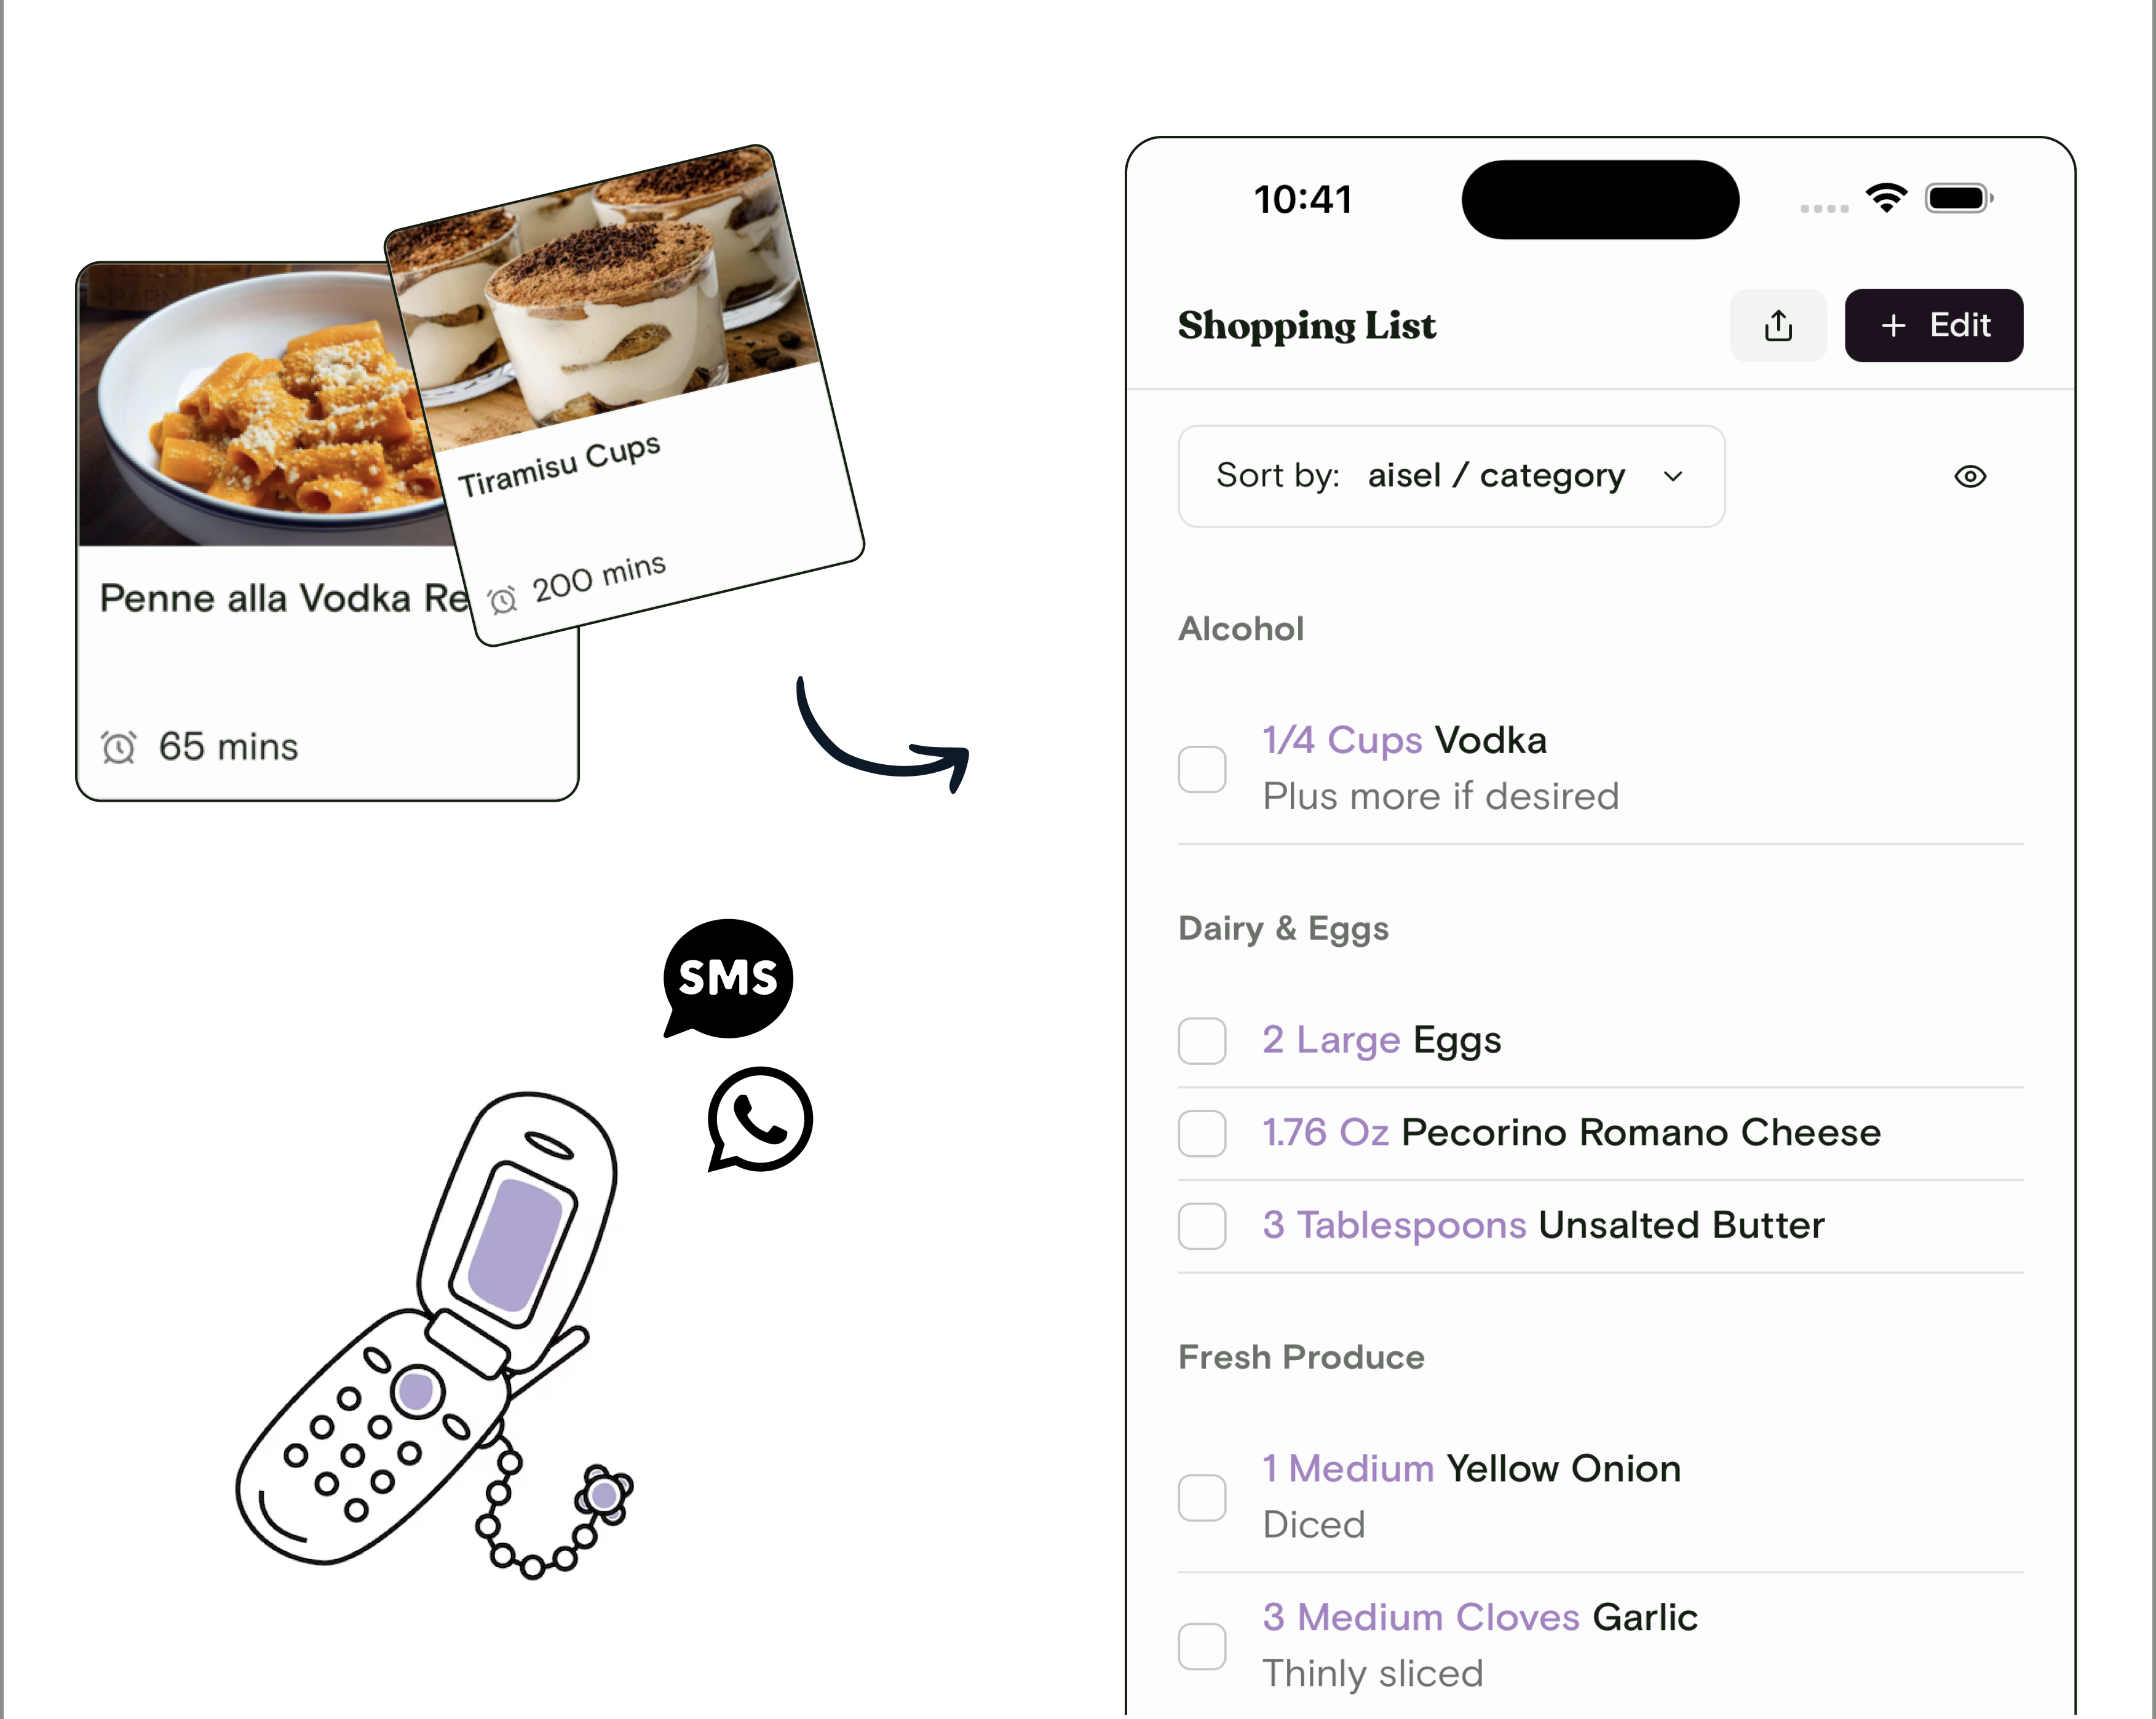 Tiramisu Cups
200 mins
Penne alla Vodka Re
65 mins
SMS
10:41
Shopping List
+ Edit
Sort by: aisel / category
Alcohol
1/4 Cups Vodka
Plus more if desired
Dairy & Eggs
2 Large Eggs
1.76 Oz Pecorino Romano Cheese
3 Tablespoons Unsalted Butter
Fresh Produce
1 Medium Yellow Onion
Diced
3 Medium Cloves Garlic
Thinly sliced